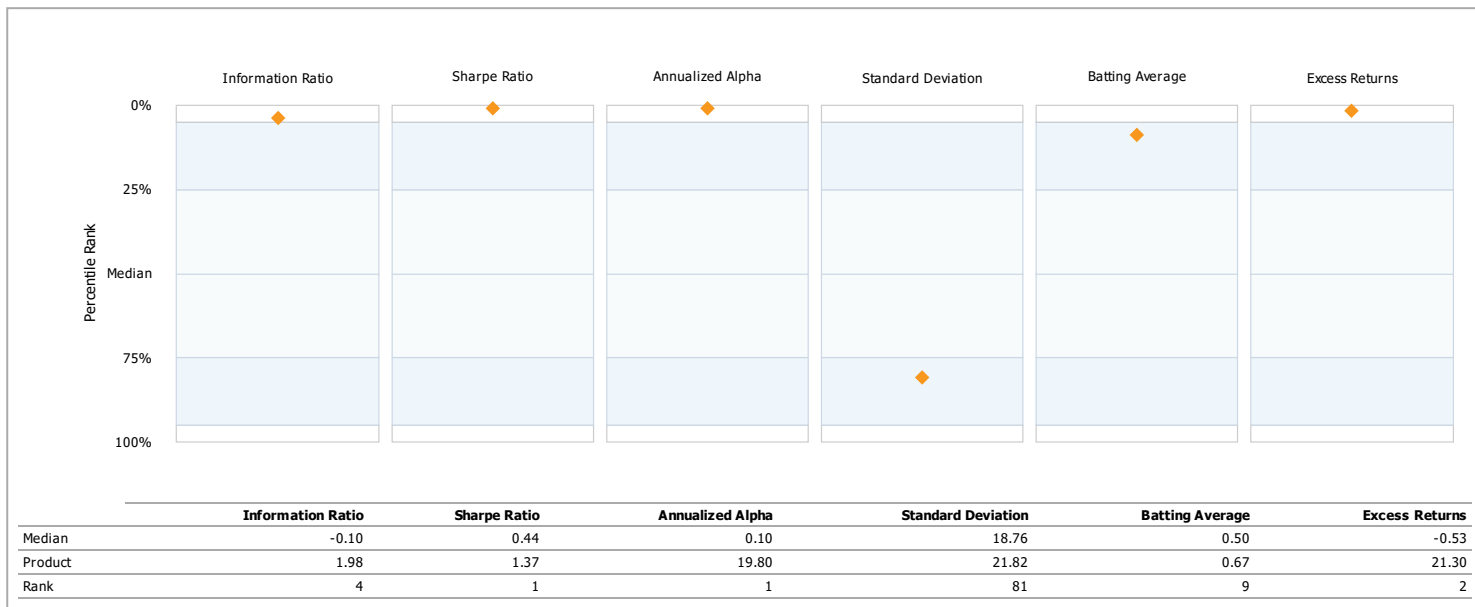 Information Ratio Sharpe Ratio Annualized Alpha Standard Deviation Batting Average Excess Returns
0%
25%
Median
75%
100%
Percentile Rank
Information Ratio Sharpe Ratio Annualized Alpha Standard Deviation Batting Average Excess Returns
Median -0.10 0.44 0.10 18.76 0.50 -0.53
Product 1.98 1.37 19.80 21.82 0.67 21.30
Rank 4 1 1 81 9 2